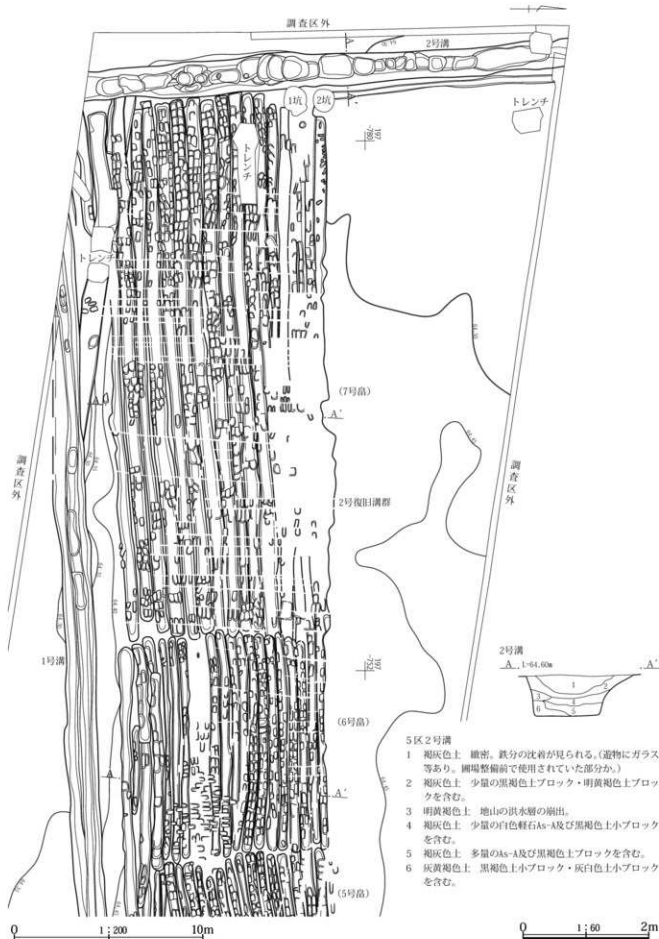 調査区外
2号溝
トレンチ
1坑
2坑
197
-780
トレンチ
トレンチ
(7号畠)
A
A'
調査区外
調査区外
2号復旧溝群
1号溝
197
-752
(6号畠)
A
A'
(5号畠)
2号溝
A L=64.60m A'
1
2
3
4
5
6
5区2号溝
1 褐灰色土 緻密。鉄分の沈着が見られる。(遺物にガラス
等あり。圃場整備前で使用されていた部分か。)
2 褐灰色土 少量の黒褐色土ブロック・明黄褐色土ブロッ
クを含む。
3 明黄褐色土 地山の洪水層の崩出。
4 褐灰色土 少量の白色軽石As-A及び黒褐色土小ブロック
を含む。
5 褐灰色土 多量のAs-A及び黒褐色土ブロックを含む。
6 灰黄褐色土 黒褐色土小ブロック・灰白色土小ブロック
を含む。
0 1:200 10m
0 1:60 2m